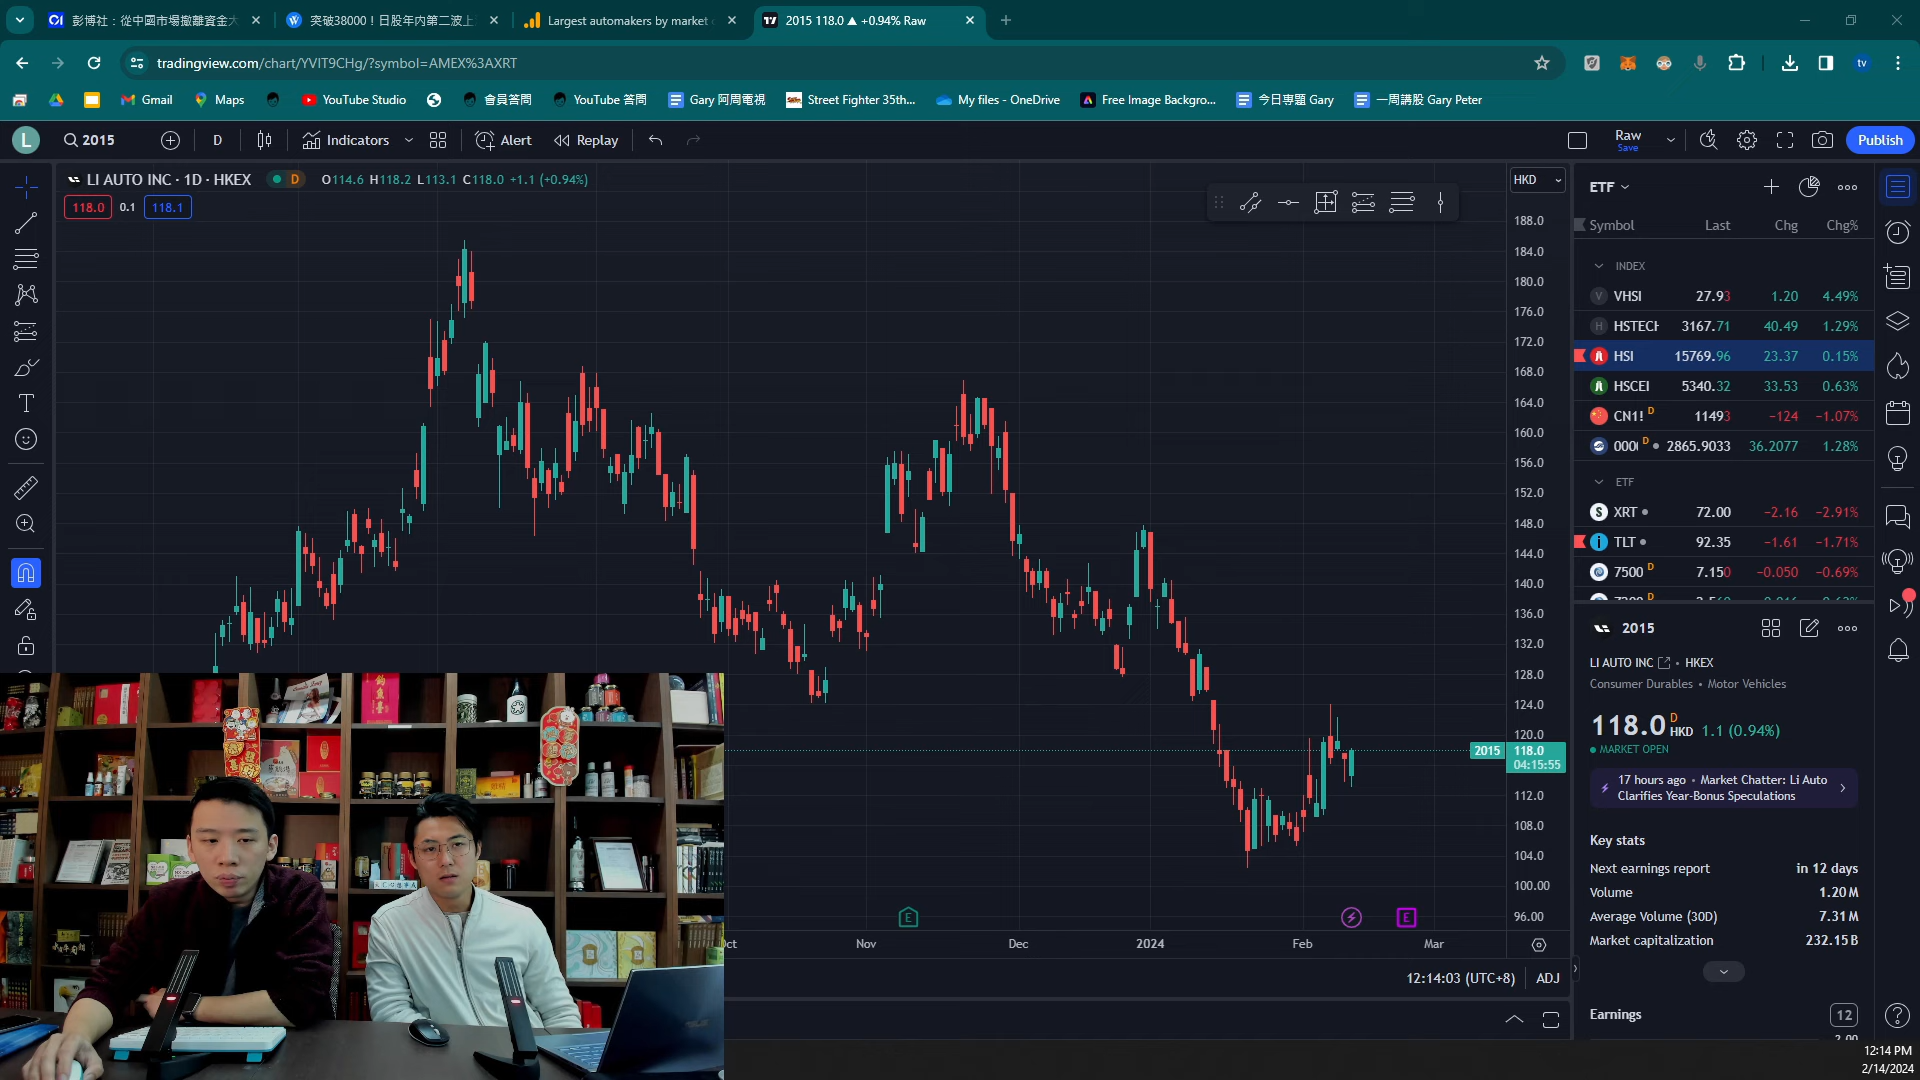 彭博社：從中國市場撤離資金大
突破38000！日股年內第二波上
Largest automakers by market c
2015 118.0 ▲ +0.94% Raw
tradingview.com/chart/YVIT9CHg/?symbol=AMEX%3AXRT
tv
Gmail
Maps
YouTube Studio
會員答問
YouTube 答問
Gary 阿周電視
Street Fighter 35th...
My files - OneDrive
Free Image Backgro...
今日專題 Gary
一周講股 Gary Peter
L
2015
D
Indicators
Alert
Replay
Raw
Save
Publish
LI AUTO INC · 1D · HKEX
D
O114.6 H118.2 L113.1 C118.0 +1.1 (+0.94%)
118.0
0.1
118.1
HKD
188.0
184.0
180.0
176.0
172.0
168.0
164.0
160.0
156.0
152.0
148.0
144.0
140.0
136.0
132.0
128.0
124.0
120.0
2015 118.0
04:15:55
112.0
108.0
104.0
100.00
96.00
E
E
Nov
Dec
2024
Feb
Mar
12:14:03 (UTC+8)
ADJ
ETF
Symbol Last Chg Chg%
INDEX
VHSI 27.93 1.20 4.49%
HSTECH 3167.71 40.49 1.29%
HSI 15769.96 23.37 0.15%
HSCEI 5340.32 33.53 0.63%
CN1! D 11493 −124 −1.07%
000 D 2865.9033 36.2077 1.28%
ETF
XRT 72.00 −2.16 −2.91%
TLT 92.35 −1.61 −1.71%
7500 D 7.150 −0.050 −0.69%
2015
LI AUTO INC • HKEX
Consumer Durables • Motor Vehicles
118.0 D HKD 1.1 (0.94%)
MARKET OPEN
17 hours ago • Market Chatter: Li Auto
Clarifies Year-Bonus Speculations
Key stats
Next earnings report in 12 days
Volume 1.20M
Average Volume (30D) 7.31M
Market capitalization 232.15B
Earnings 12
12:14 PM
2/14/2024